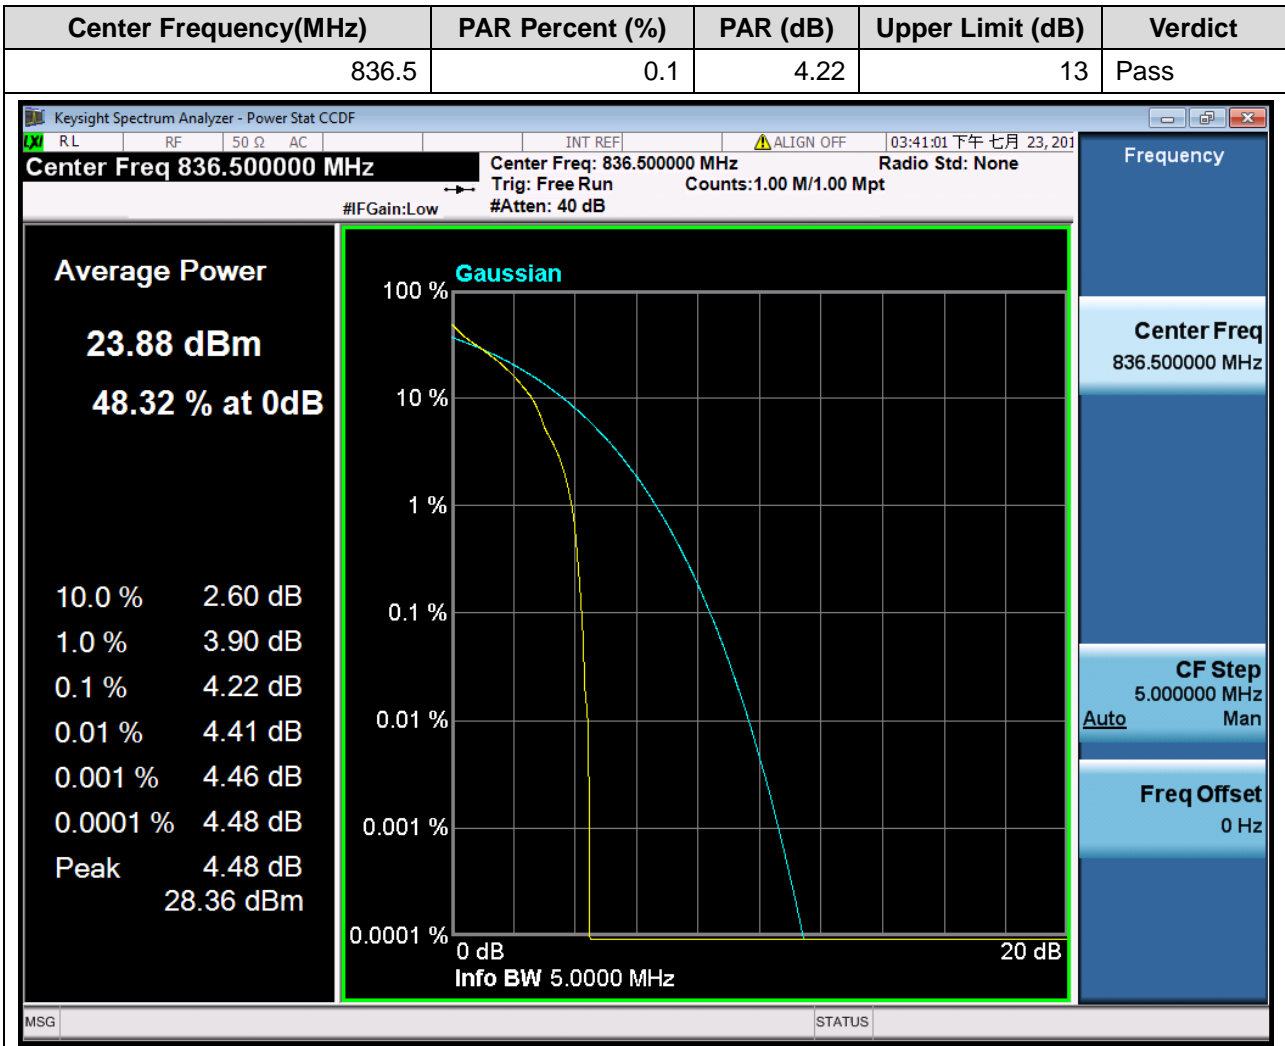 Center Frequency(MHz) PAR Percent (%) PAR (dB) Upper Limit (dB) Verdict
836.5 0.1 4.22 13 Pass
Keysight Spectrum Analyzer - Power Stat CCDF
LXI RL RF 50 Ω AC INT REF ALIGN OFF 03:41:01 下午 七月 23, 201
Center Freq 836.500000 MHz
Center Freq: 836.500000 MHz Radio Std: None
Trig: Free Run Counts:1.00 M/1.00 Mpt
#IFGain:Low #Atten: 40 dB
Average Power
23.88 dBm
48.32 % at 0dB
10.0 % 2.60 dB
1.0 % 3.90 dB
0.1 % 4.22 dB
0.01 % 4.41 dB
0.001 % 4.46 dB
0.0001 % 4.48 dB
Peak 4.48 dB
28.36 dBm
Gaussian
100 %
10 %
1 %
0.1 %
0.01 %
0.001 %
0.0001 %
0 dB 20 dB
Info BW 5.0000 MHz
Frequency
Center Freq
836.500000 MHz
CF Step
5.000000 MHz
Auto Man
Freq Offset
0 Hz
MSG STATUS